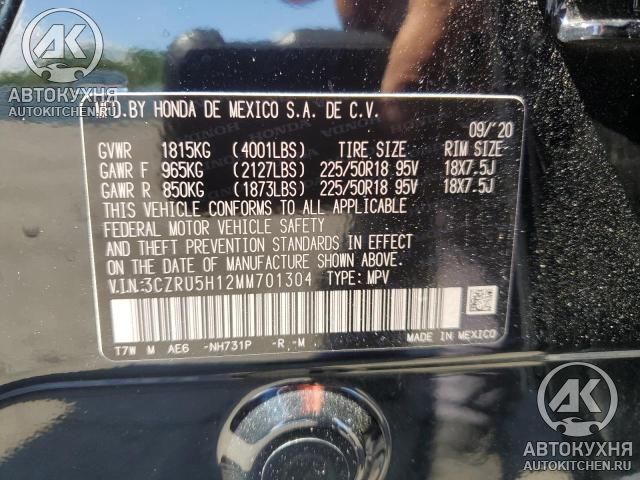 AK
АВТОКУХНЯ
AUTOKITCHEN.RU
MFD.BY HONDA DE MEXICO S.A. DE C.V.
09/'20
GVWR 1815KG (4001LBS) TIRE SIZE RIM SIZE
GAWR F 965KG (2127LBS) 225/50R18 95V 18X7.5J
GAWR R 850KG (1873LBS) 225/50R18 95V 18X7.5J
THIS VEHICLE CONFORMS TO ALL APPLICABLE
FEDERAL MOTOR VEHICLE SAFETY
AND THEFT PREVENTION STANDARDS IN EFFECT
ON THE DATE OF MANUFACTURE SHOWN ABOVE.
V.I.N:3CZRU5H12MM701304 TYPE: MPV
T7W M AE6 -NH731P -R -M MADE IN MEXICO
AK
АВТОКУХНЯ
AUTOKITCHEN.RU